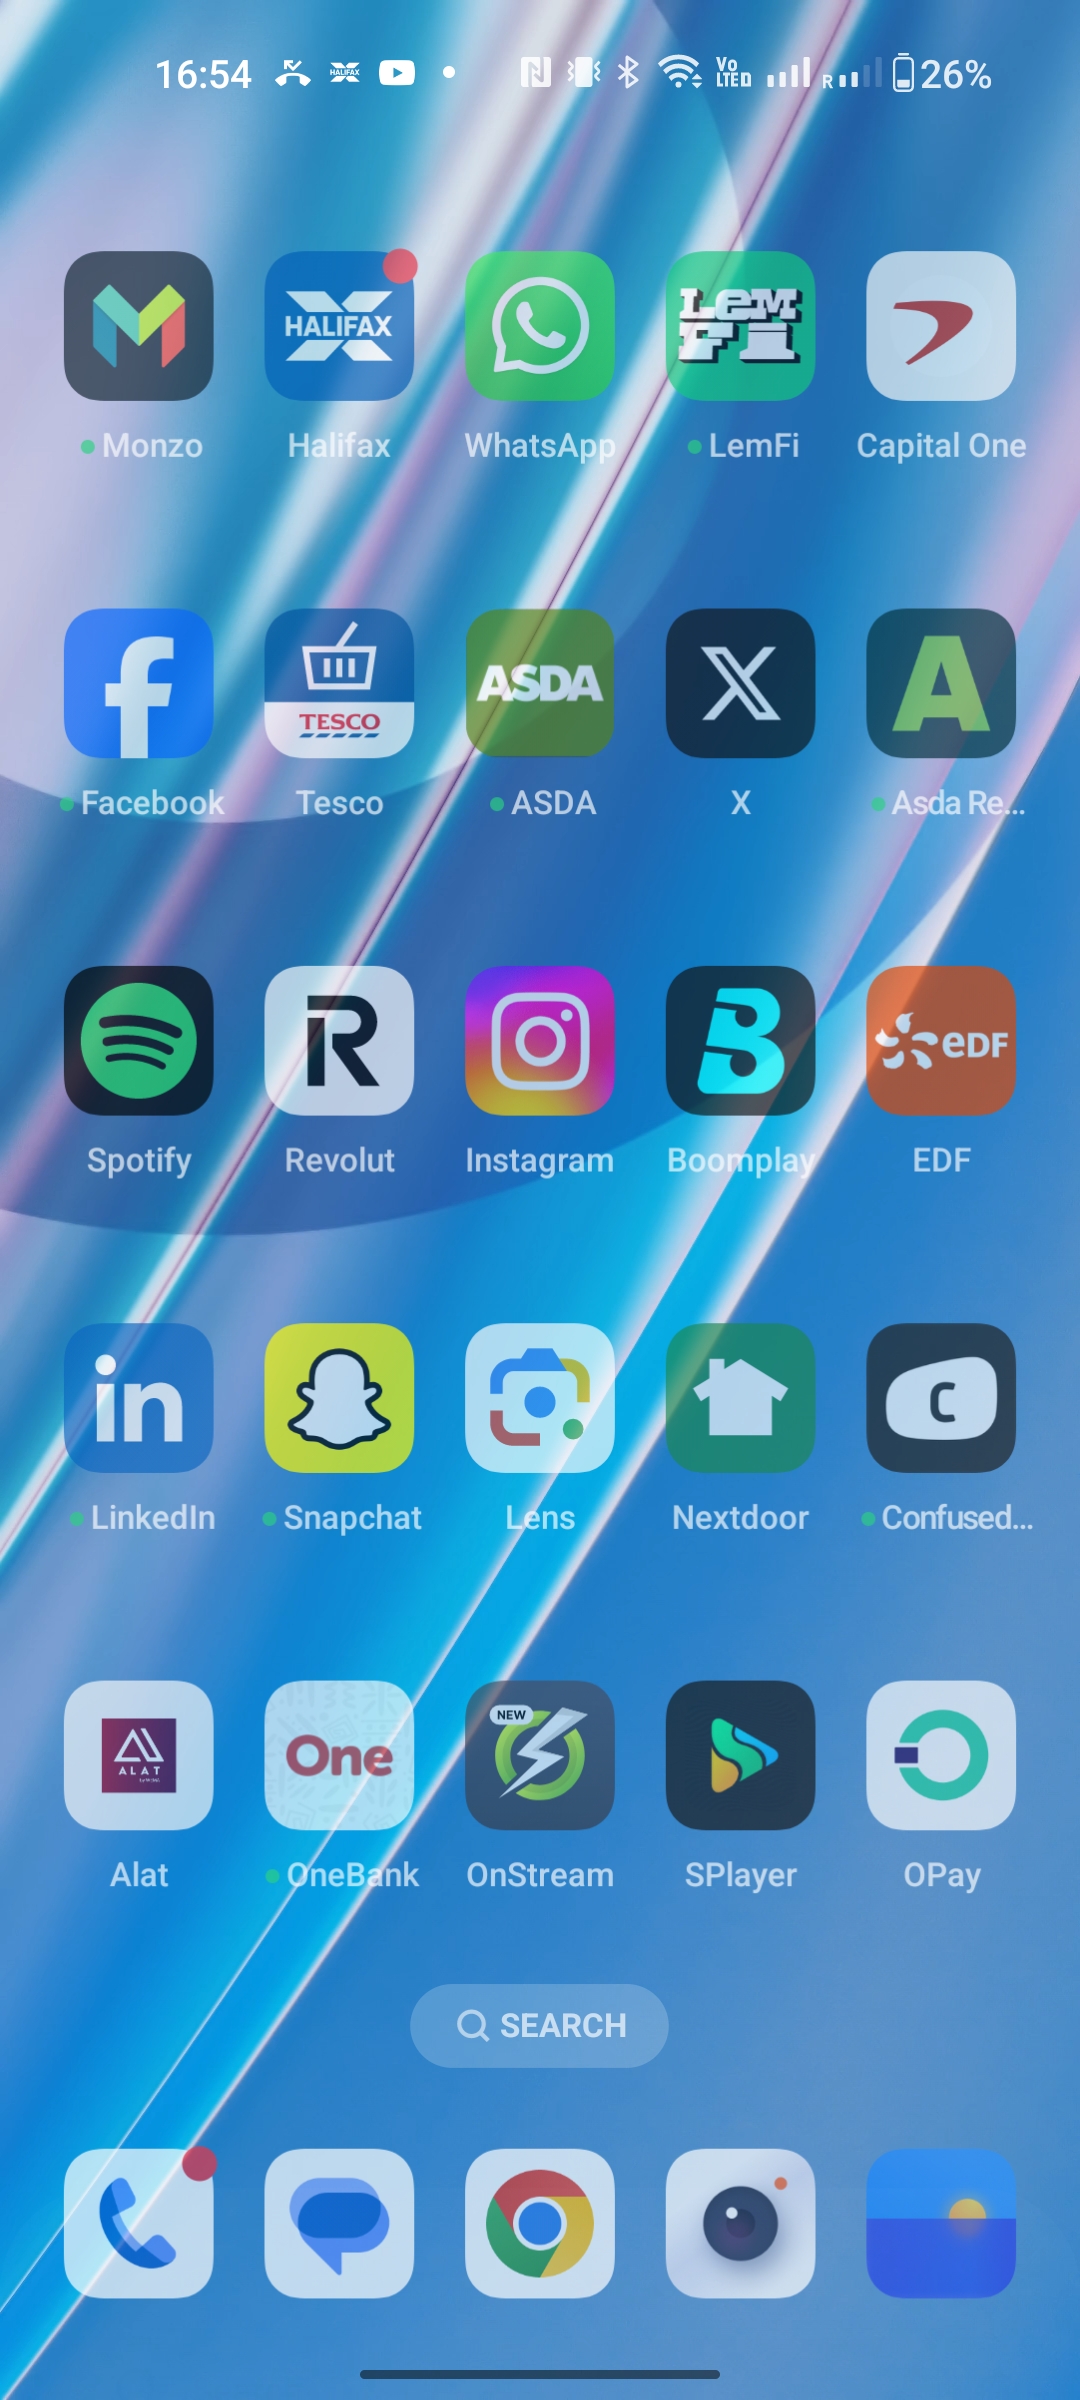 16:54 HALIFAX Vo LTED R 26%
HALIFAX LemFi
Monzo Halifax WhatsApp LemFi Capital One
TESCO ASDA X A
Facebook Tesco ASDA X Asda Re...
R B eDF
Spotify Revolut Instagram Boomplay EDF
in C
LinkedIn Snapchat Lens Nextdoor Confused...
ALAT One NEW
Alat OneBank OnStream SPlayer OPay
SEARCH